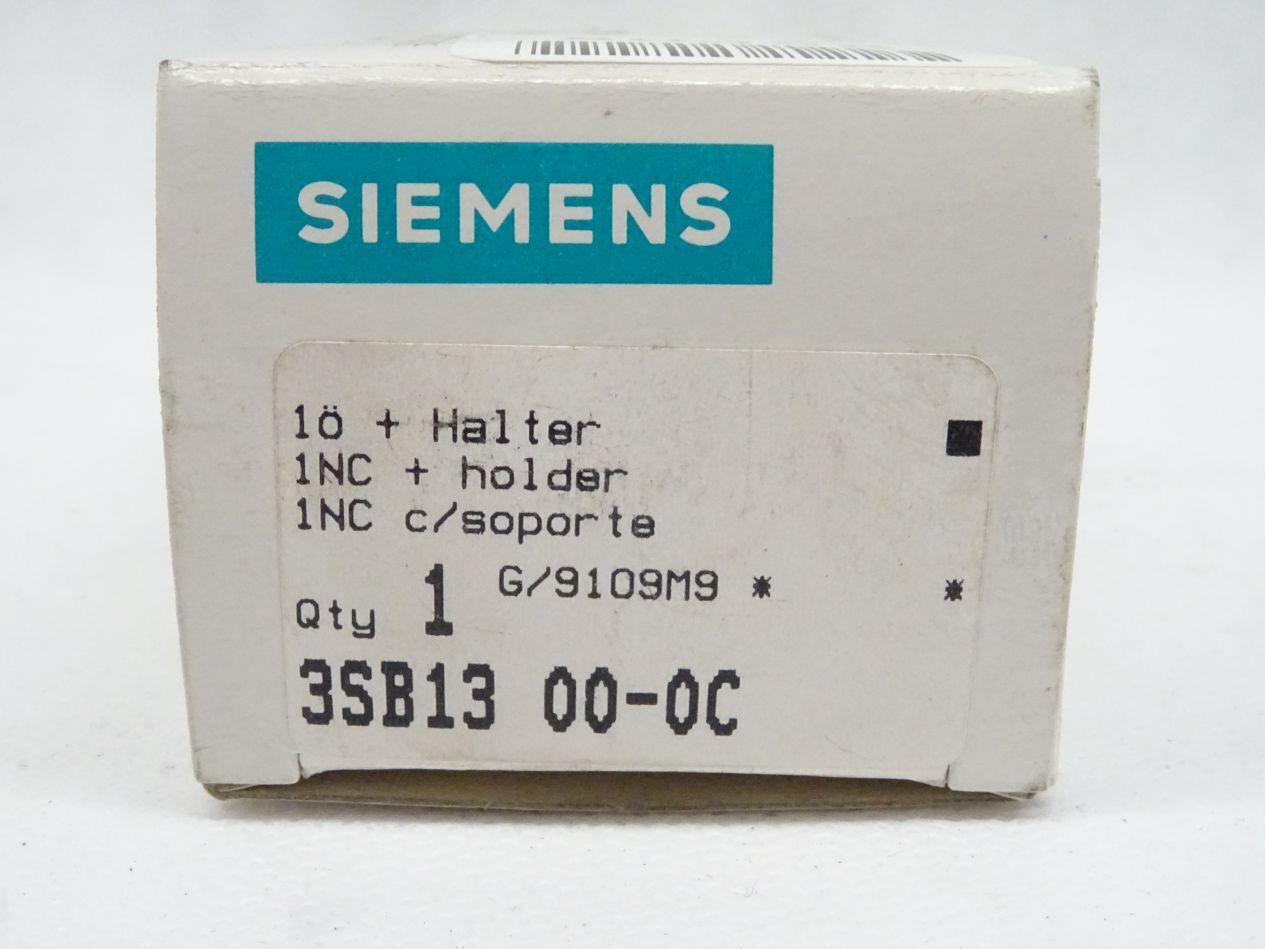 SIEMENS
1ö + Halter
1NC + holder
1NC c/soporte
Qty 1 G/9109M9 * *
3SB13 00-0C